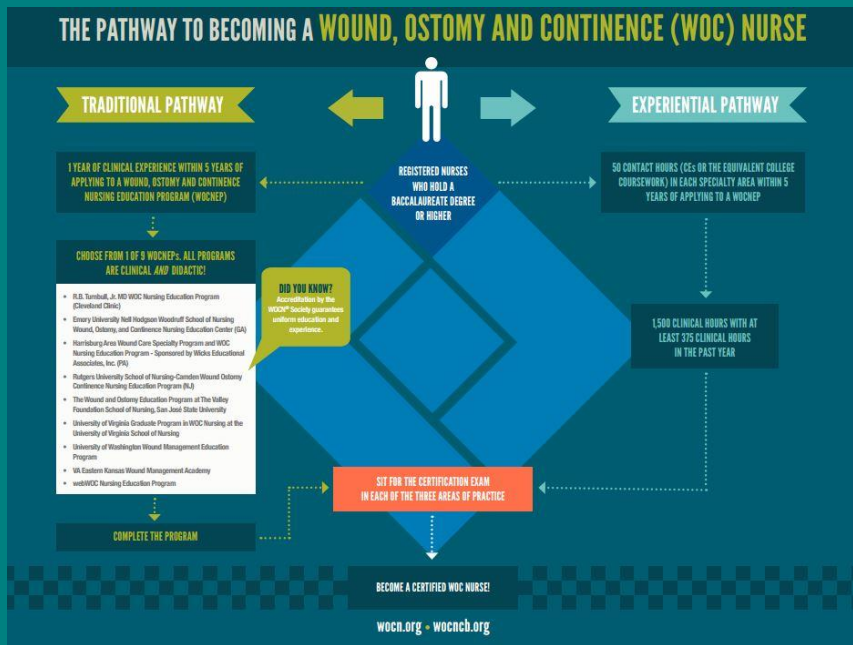 THE PATHWAY TO BECOMING A WOUND, OSTOMY AND CONTINENCE (WOC) NURSE
TRADITIONAL PATHWAY
1 YEAR OF CLINICAL EXPERIENCE WITHIN 5 YEARS OF
APPLYING TO A WOUND, OSTOMY AND CONTINENCE
NURSING EDUCATION PROGRAM (WOCNEP)
CHOOSE FROM 1 OF 9 WOCNEPs. ALL PROGRAMS
ARE CLINICAL AND DIDACTIC!
• R.B. Turnbull, Jr. MD WOC Nursing Education Program
(Cleveland Clinic)
• Emory University Nell Hodgson Woodruff School of Nursing
Wound, Ostomy, and Continence Nursing Education Center (GA)
• Harrisburg Area Wound Care Specialty Program and WOC
Nursing Education Program - Sponsored by Wicks Educational
Associates, Inc. (PA)
• Rutgers University School of Nursing-Camden Wound Ostomy
Continence Nursing Education Program (NJ)
• The Wound and Ostomy Education Program at The Valley
Foundation School of Nursing, San José State University
• University of Virginia Graduate Program in WOC Nursing at the
University of Virginia School of Nursing
• University of Washington Wound Management Education
Program
• VA Eastern Kansas Wound Management Academy
• webWOC Nursing Education Program
DID YOU KNOW?
Accreditation by the
WOCN® Society guarantees
uniform education and
experience.
COMPLETE THE PROGRAM
REGISTERED NURSES
WHO HOLD A
BACCALAUREATE DEGREE
OR HIGHER
EXPERIENTIAL PATHWAY
50 CONTACT HOURS (CEs OR THE EQUIVALENT COLLEGE
COURSEWORK) IN EACH SPECIALTY AREA WITHIN 5
YEARS OF APPLYING TO A WOCNEP
1,500 CLINICAL HOURS WITH AT
LEAST 375 CLINICAL HOURS
IN THE PAST YEAR
SIT FOR THE CERTIFICATION EXAM
IN EACH OF THE THREE AREAS OF PRACTICE
BECOME A CERTIFIED WOC NURSE!
wocn.org • wocncb.org